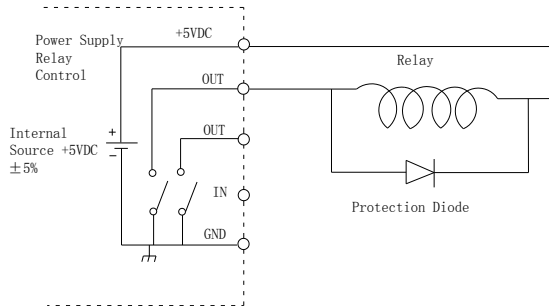 Power Supply
Relay
Control
+5VDC
Relay
OUT
+
Internal
Source +5VDC
−
±5%
OUT
IN
Protection Diode
GND